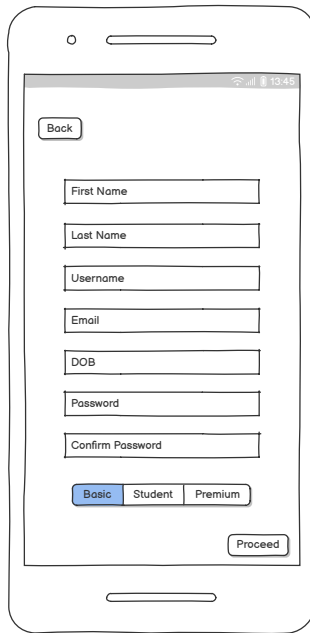 13:45
Back
First Name
Last Name
Username
Email
DOB
Password
Confirm Password
Basic Student Premium
Proceed